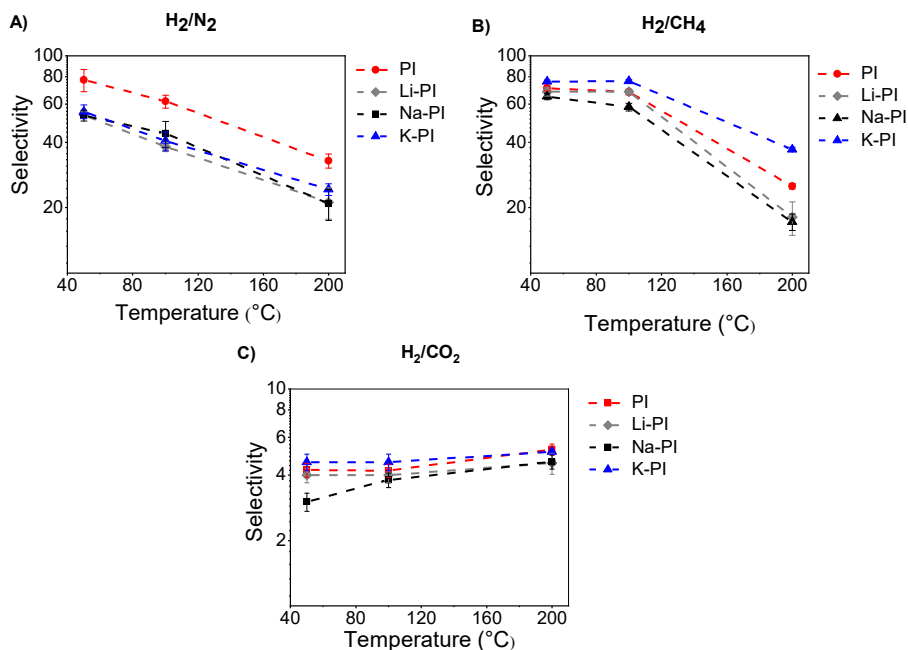 A)
H2/N2
Selectivity
100
80
60
40
20
40
80
120
160
200
Temperature (°C)
PI
Li-PI
Na-PI
K-PI
B)
H2/CH4
Selectivity
100
80
60
40
20
40
80
120
160
200
Temperature (°C)
PI
Li-PI
Na-PI
K-PI
C)
H2/CO2
Selectivity
10
6
4
2
40
80
120
160
200
Temperature (°C)
PI
Li-PI
Na-PI
K-PI